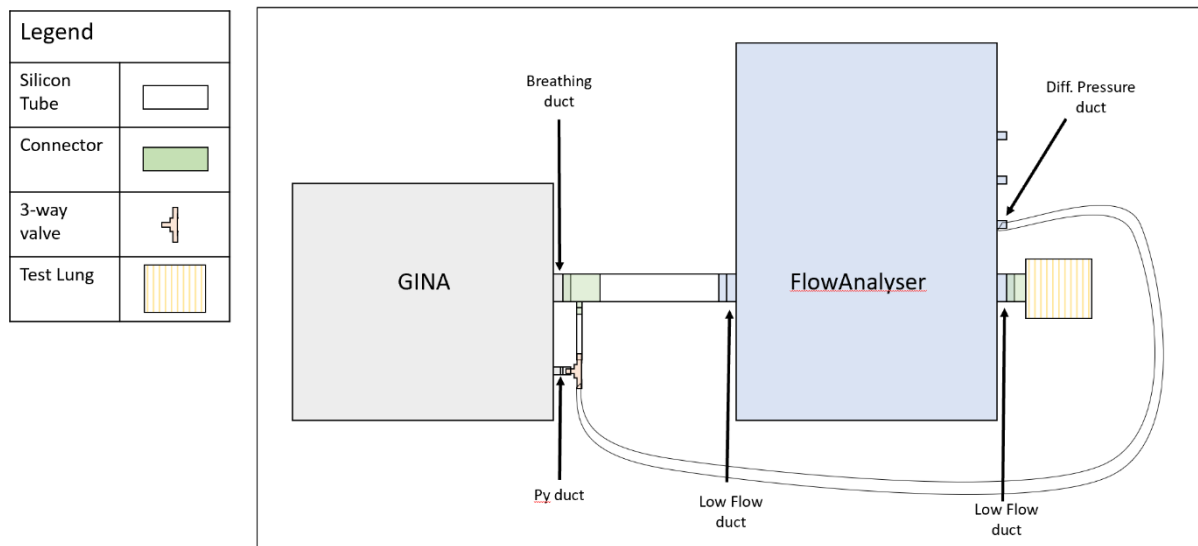 Legend
Silicon
Tube
Connector
3-way
valve
Test Lung
Breathing
duct
Diff. Pressure
duct
GINA
FlowAnalyser
Py duct
Low Flow
duct
Low Flow
duct